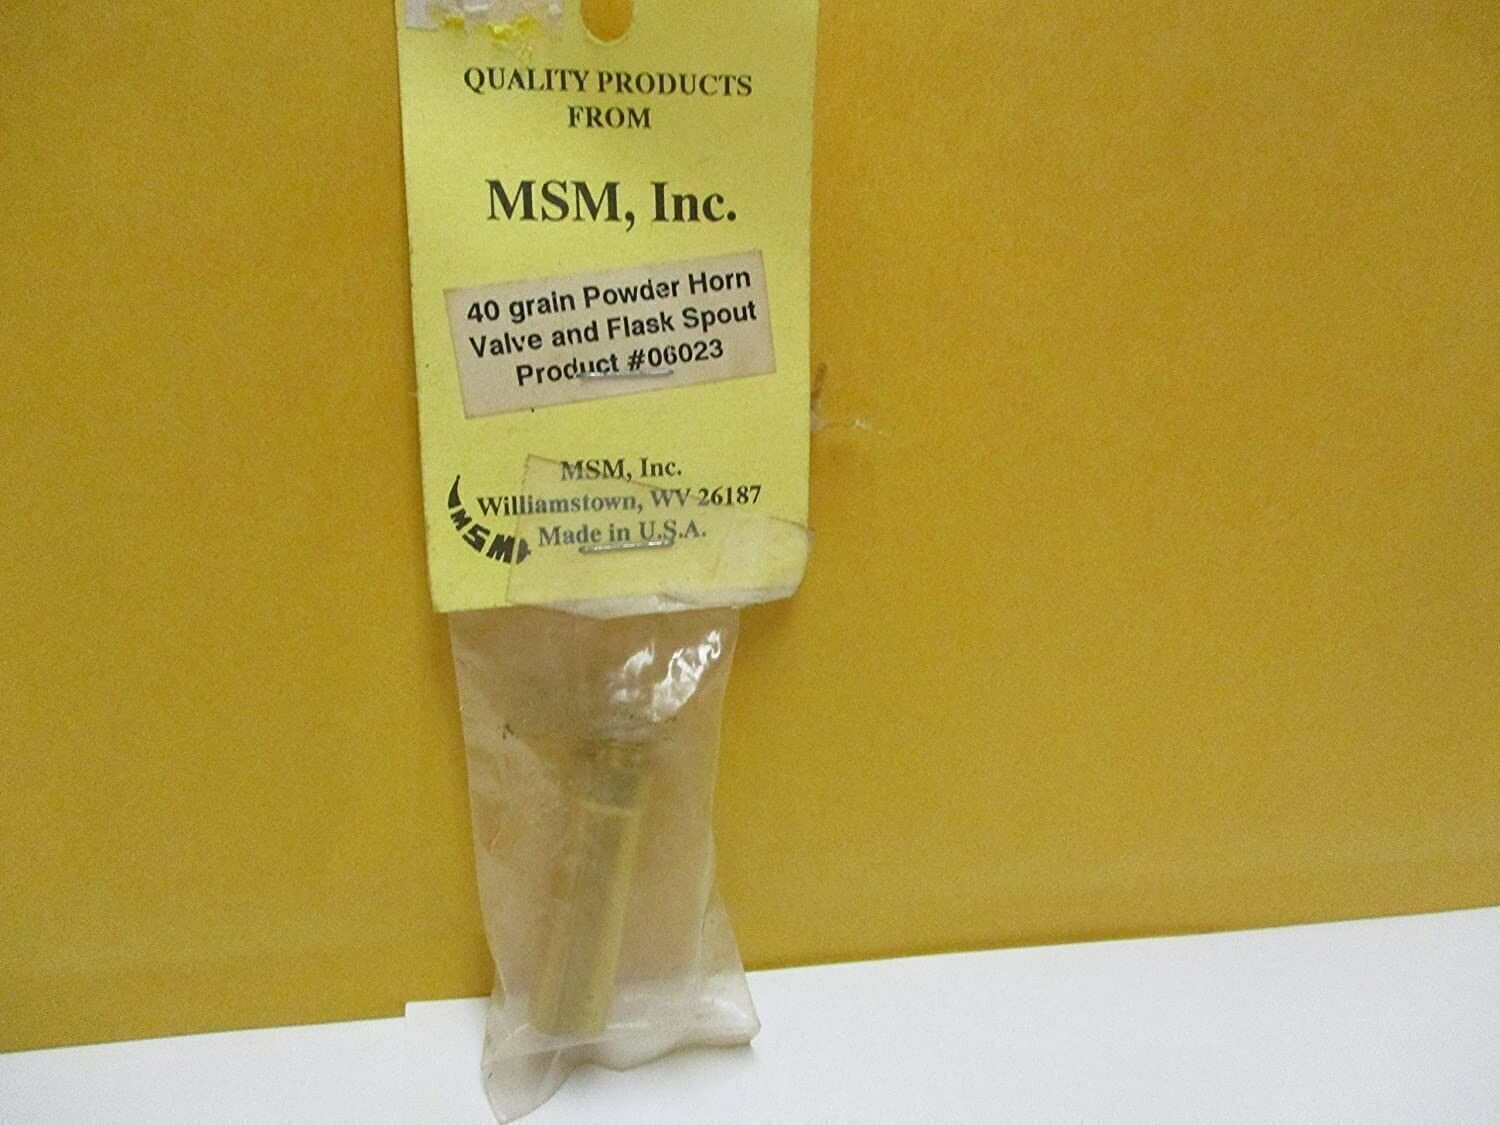 QUALITY PRODUCTS
FROM
MSM, Inc.
40 grain Powder Horn
Valve and Flask Spout
Product #06023
MSM, Inc.
Williamstown, WV 26187
Made in U.S.A.
MSM